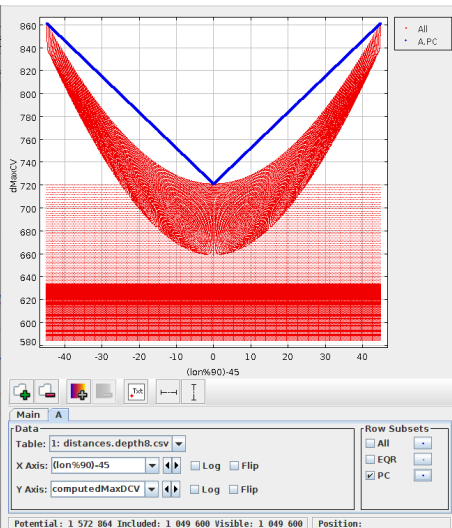 860
840
820
800
780
760
740
720
700
680
660
640
620
600
580
dMaxCV
-40 -30 -20 -10 0 10 20 30 40
(lon%90)-45
All
A.PC
Txt
Main A
Data
Table: 1: distances.depth8.csv
X Axis: (lon%90)-45 Log Flip
Y Axis: computedMaxDCV Log Flip
Row Subsets
All
EQR
PC
Potential: 1 572 864 Included: 1 049 600 Visible: 1 049 600 Position: